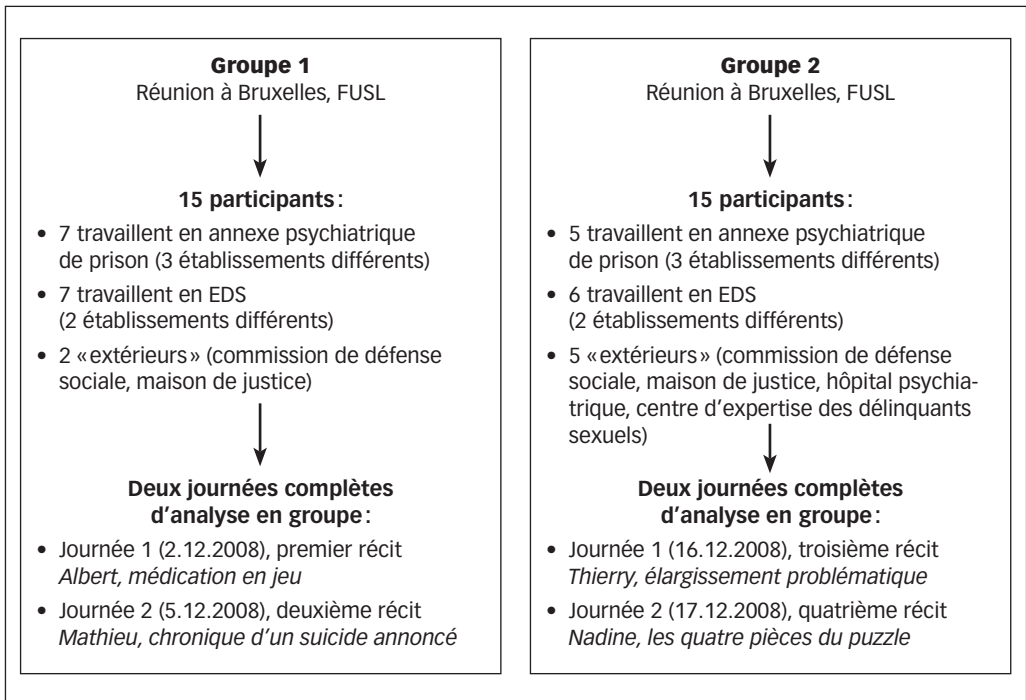 Groupe 1
Réunion à Bruxelles, FUSL
15 participants :
• 7 travaillent en annexe psychiatrique
de prison (3 établissements différents)
• 7 travaillent en EDS
(2 établissements différents)
• 2 «extérieurs» (commission de défense
sociale, maison de justice)
Deux journées complètes
d'analyse en groupe :
• Journée 1 (2.12.2008), premier récit
Albert, médication en jeu
• Journée 2 (5.12.2008), deuxième récit
Mathieu, chronique d'un suicide annoncé
Groupe 2
Réunion à Bruxelles, FUSL
15 participants :
• 5 travaillent en annexe psychiatrique
de prison (3 établissements différents)
• 6 travaillent en EDS
(2 établissements différents)
• 5 «extérieurs» (commission de défense
sociale, maison de justice, hôpital psychia-
trique, centre d'expertise des délinquants
sexuels)
Deux journées complètes
d'analyse en groupe :
• Journée 1 (16.12.2008), troisième récit
Thierry, élargissement problématique
• Journée 2 (17.12.2008), quatrième récit
Nadine, les quatre pièces du puzzle